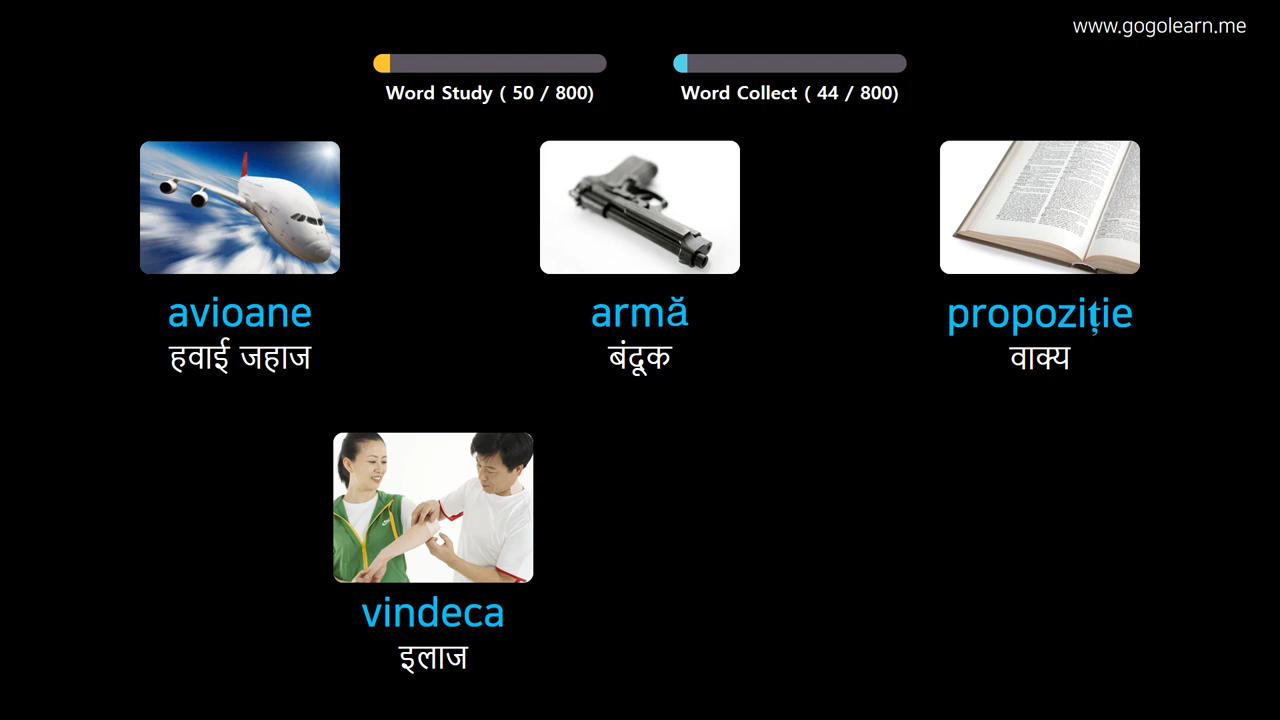 www.gogolearn.me
Word Study ( 50 / 800)
Word Collect ( 44 / 800)
avioane
हवाई जहाज
armă
बंदूक
propoziție
वाक्य
vindeca
इलाज